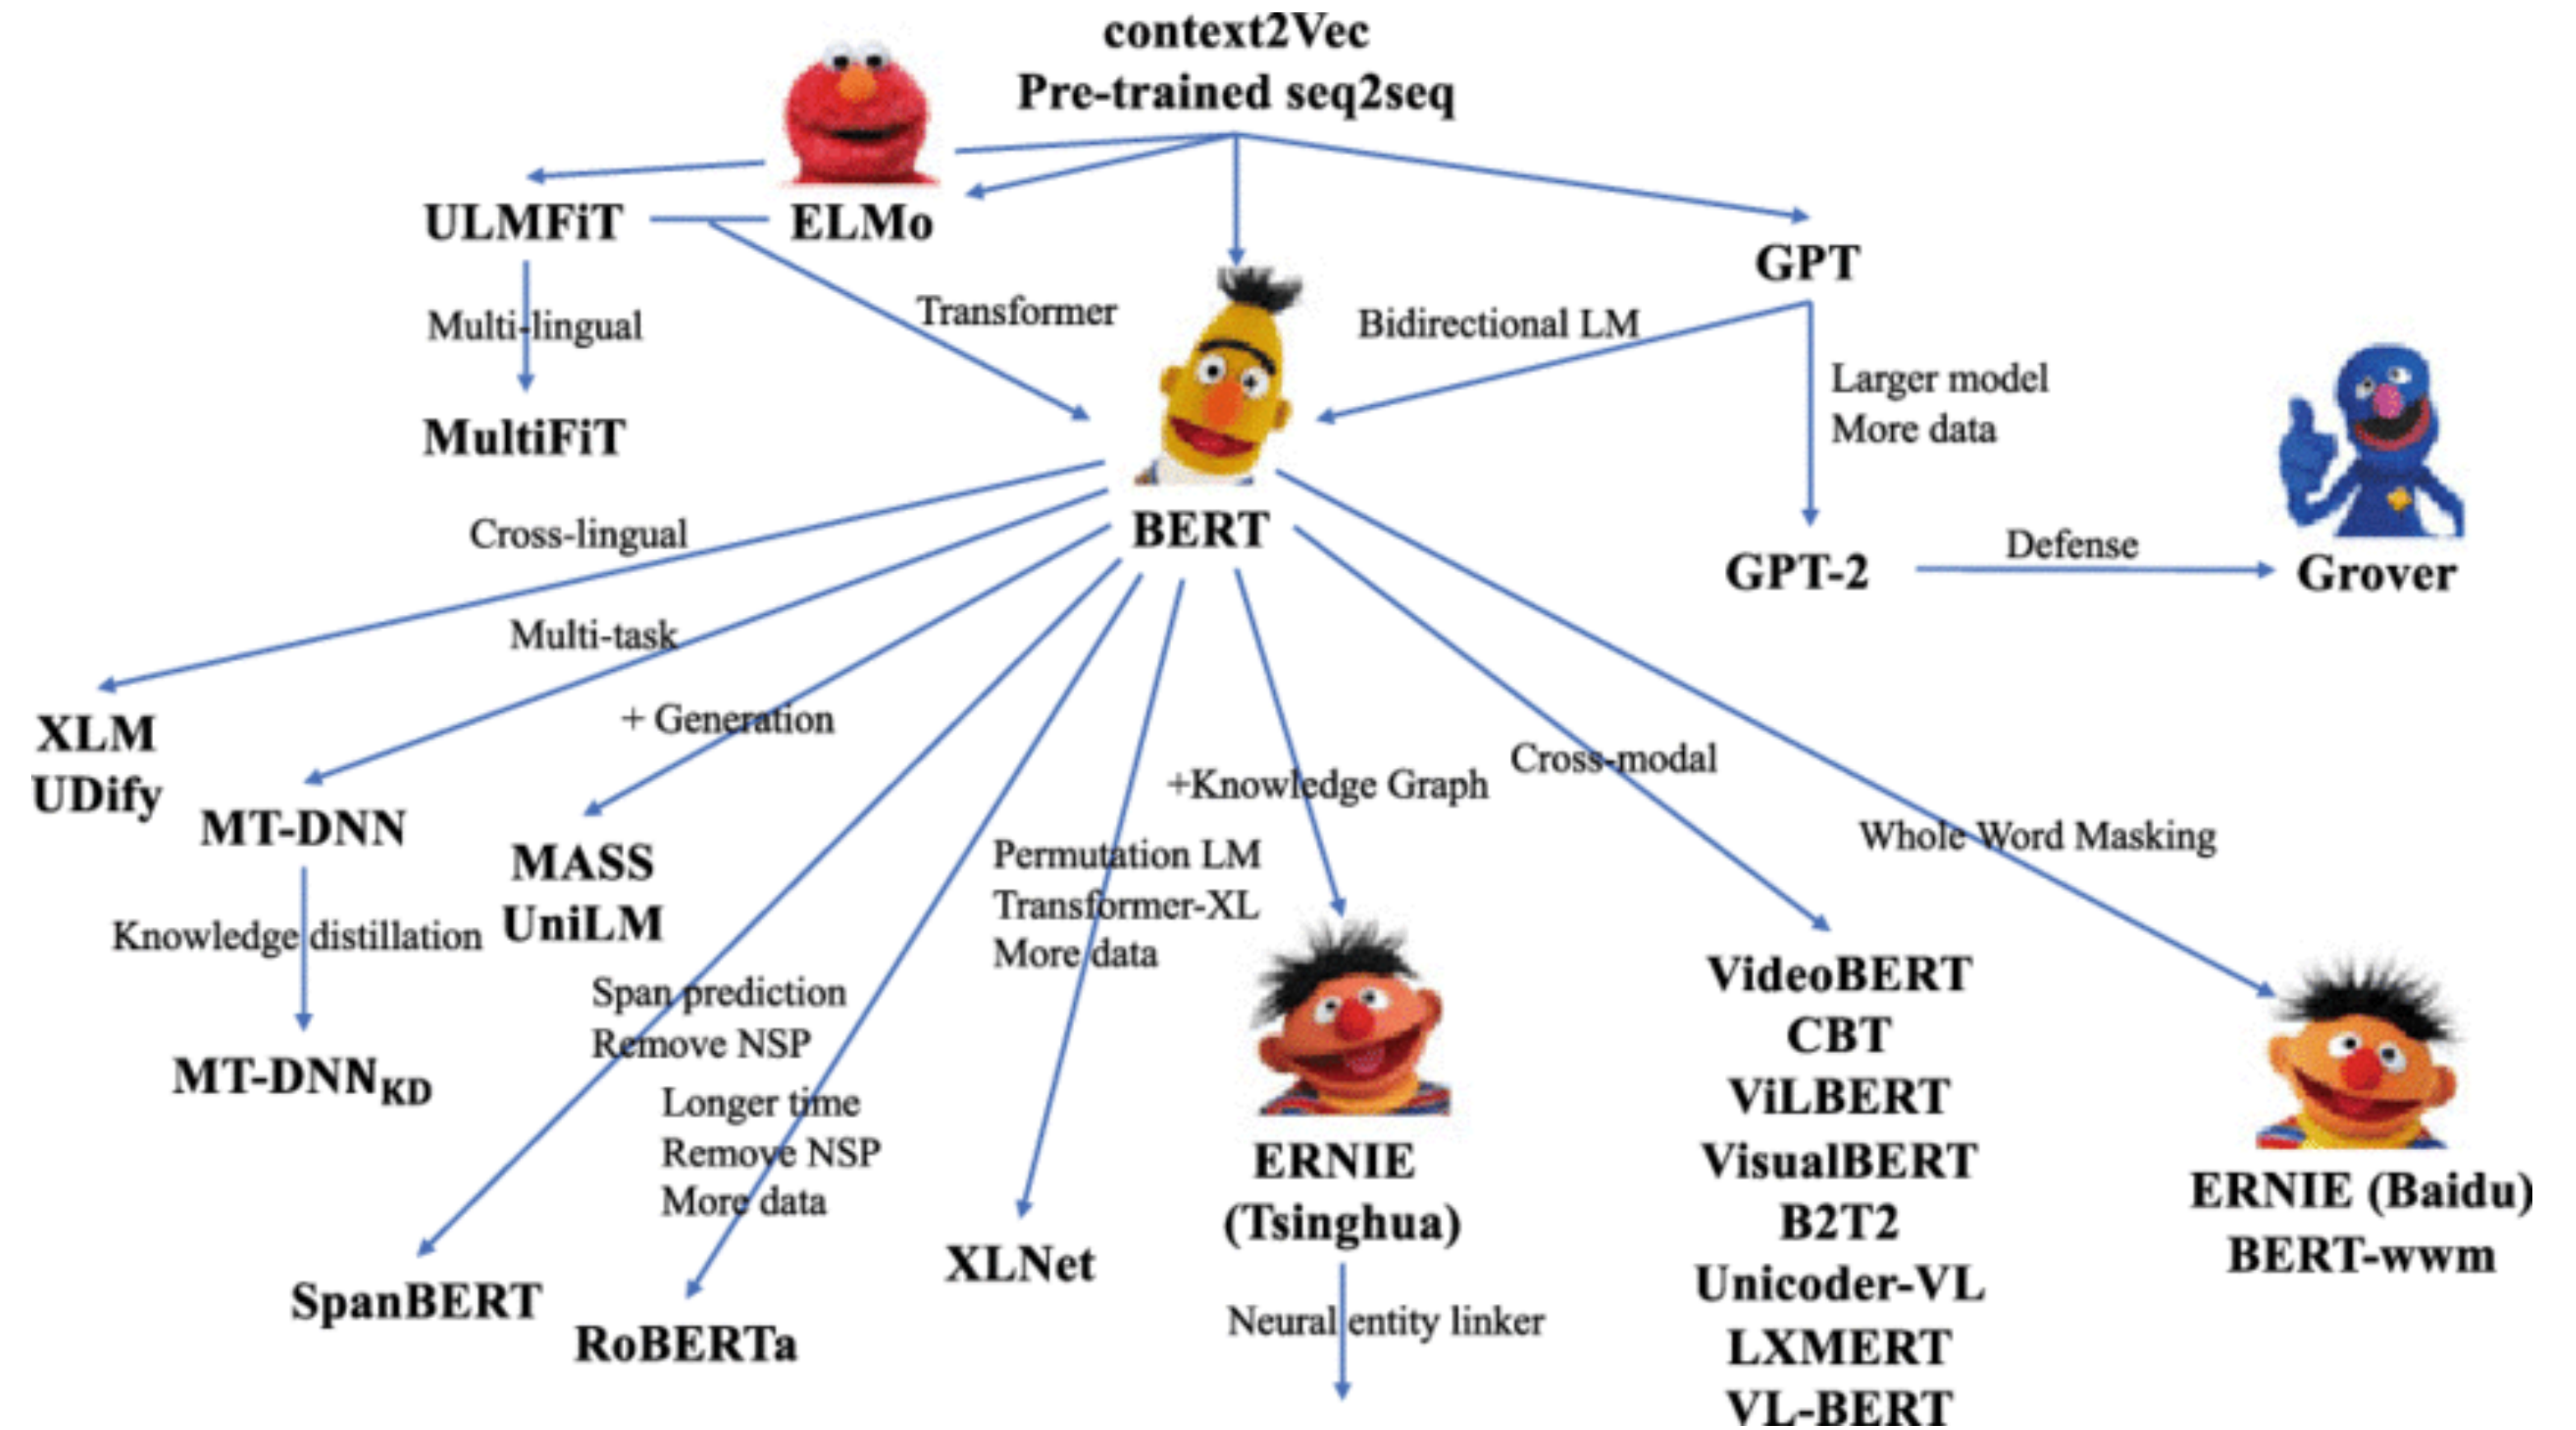 context2Vec
Pre-trained seq2seq
ULMFiT
ELMo
GPT
Multi-lingual
Transformer
Bidirectional LM
Larger model
More data
MultiFiT
BERT
Cross-lingual
GPT-2
Defense
Grover
Multi-task
+ Generation
XLM
UDify
MT-DNN
MASS
UniLM
+Knowledge Graph
Cross-modal
Whole Word Masking
Permutation LM
Transformer-XL
More data
Knowledge distillation
Span prediction
Remove NSP
MT-DNNKD
Longer time
Remove NSP
More data
SpanBERT
RoBERTa
XLNet
ERNIE
(Tsinghua)
Neural entity linker
VideoBERT
CBT
ViLBERT
VisualBERT
B2T2
Unicoder-VL
LXMERT
VL-BERT
ERNIE (Baidu)
BERT-wwm